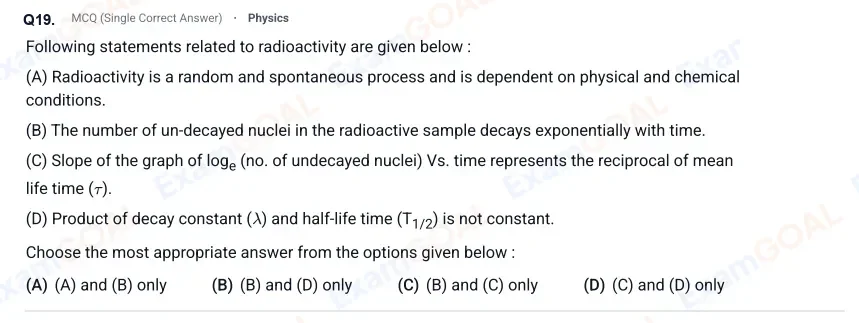 Q19. MCQ (Single Correct Answer) · Physics
Following statements related to radioactivity are given below :
(A) Radioactivity is a random and spontaneous process and is dependent on physical and chemical
conditions.
(B) The number of un-decayed nuclei in the radioactive sample decays exponentially with time.
(C) Slope of the graph of logₑ (no. of undecayed nuclei) Vs. time represents the reciprocal of mean
life time (τ).
(D) Product of decay constant (λ) and half-life time (T₁/₂) is not constant.
Choose the most appropriate answer from the options given below :
(A) (A) and (B) only (B) (B) and (D) only (C) (B) and (C) only (D) (C) and (D) only